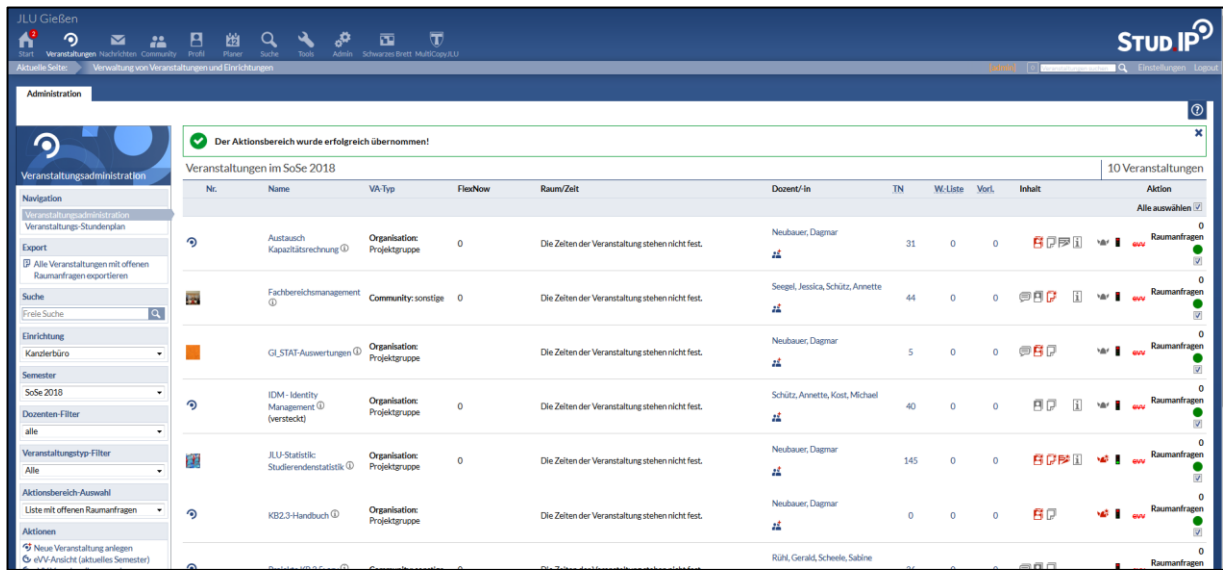 JLU Gießen
2
Start Veranstaltungen Nachrichten Community Profil Planer Suche Tools Admin Schwarzes Brett MultiCopyJLU
STUD.IP
Aktuelle Seite: Verwaltung von Veranstaltungen und Einrichtungen
[admin] 0 Einstellungen Logout
Administration
Veranstaltungsadministration
Navigation
Veranstaltungsadministration
Veranstaltungs-Stundenplan
Export
Alle Veranstaltungen mit offenen
Raumanfragen exportieren
Suche
Freie Suche
Einrichtung
Kanzlerbüro
Semester
SoSe 2018
Dozenten-Filter
alle
Veranstaltungstyp-Filter
Alle
Aktionsbereich-Auswahl
Liste mit offenen Raumanfragen
Aktionen
Neue Veranstaltung anlegen
eVV-Ansicht (aktuelles Semester)
Der Aktionsbereich wurde erfolgreich übernommen!
Veranstaltungen im SoSe 2018
10 Veranstaltungen
Nr. Name VA-Typ FlexNow Raum/Zeit Dozent/-in TN W.-Liste Vorl. Inhalt Aktion
Alle auswählen
Austausch
Kapazitätsrechnung
Organisation:
Projektgruppe
0
Die Zeiten der Veranstaltung stehen nicht fest.
Neubauer, Dagmar
31 0 0
evv
0
Raumanfragen
Fachbereichsmanagement
Community: sonstige
0
Die Zeiten der Veranstaltung stehen nicht fest.
Seegel, Jessica, Schütz, Annette
44 0 0
evv
0
Raumanfragen
GI_STAT-Auswertungen
Organisation:
Projektgruppe
Die Zeiten der Veranstaltung stehen nicht fest.
Neubauer, Dagmar
5 0 0
evv
0
Raumanfragen
IDM - Identity
Management
(versteckt)
Organisation:
Projektgruppe
0
Die Zeiten der Veranstaltung stehen nicht fest.
Schütz, Annette, Kost, Michael
40 0 0
evv
0
Raumanfragen
JLU-Statistik:
Studierendenstatistik
Organisation:
Projektgruppe
0
Die Zeiten der Veranstaltung stehen nicht fest.
Neubauer, Dagmar
145 0 0
evv
0
Raumanfragen
KB2.3-Handbuch
Organisation:
Projektgruppe
0
Die Zeiten der Veranstaltung stehen nicht fest.
Neubauer, Dagmar
0 0 0
evv
0
Raumanfragen
Rühl, Gerald, Scheele, Sabine
0
Raumanfragen